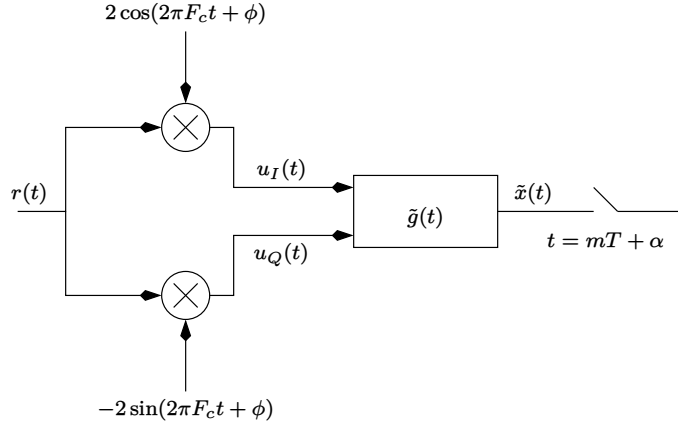 2 cos(2πF_c t + ϕ)
r(t)
u_I(t)
x̃(t)
g̃(t)
u_Q(t)
t = mT + α
−2 sin(2πF_c t + ϕ)